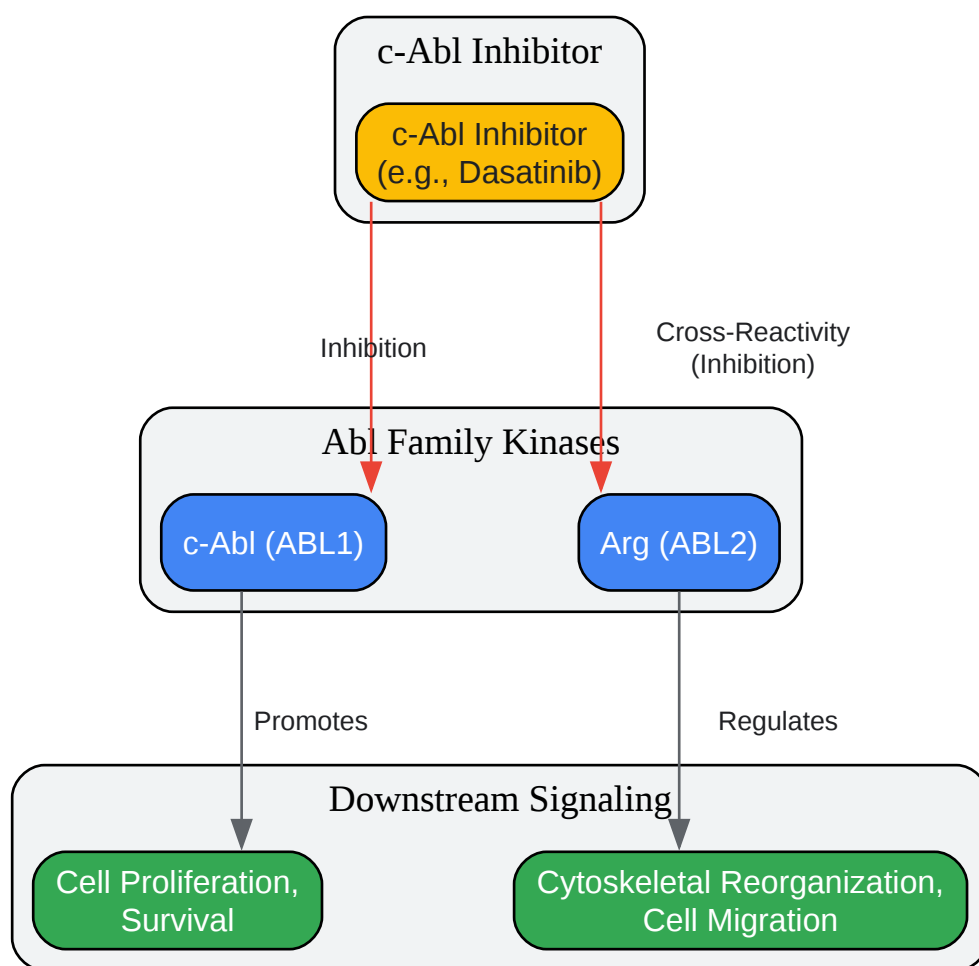 c-Abl Inhibitor
c-Abl Inhibitor
(e.g., Dasatinib)
Inhibition
Cross-Reactivity
(Inhibition)
Abl Family Kinases
c-Abl (ABL1)
Arg (ABL2)
Promotes
Regulates
Downstream Signaling
Cell Proliferation,
Survival
Cytoskeletal Reorganization,
Cell Migration